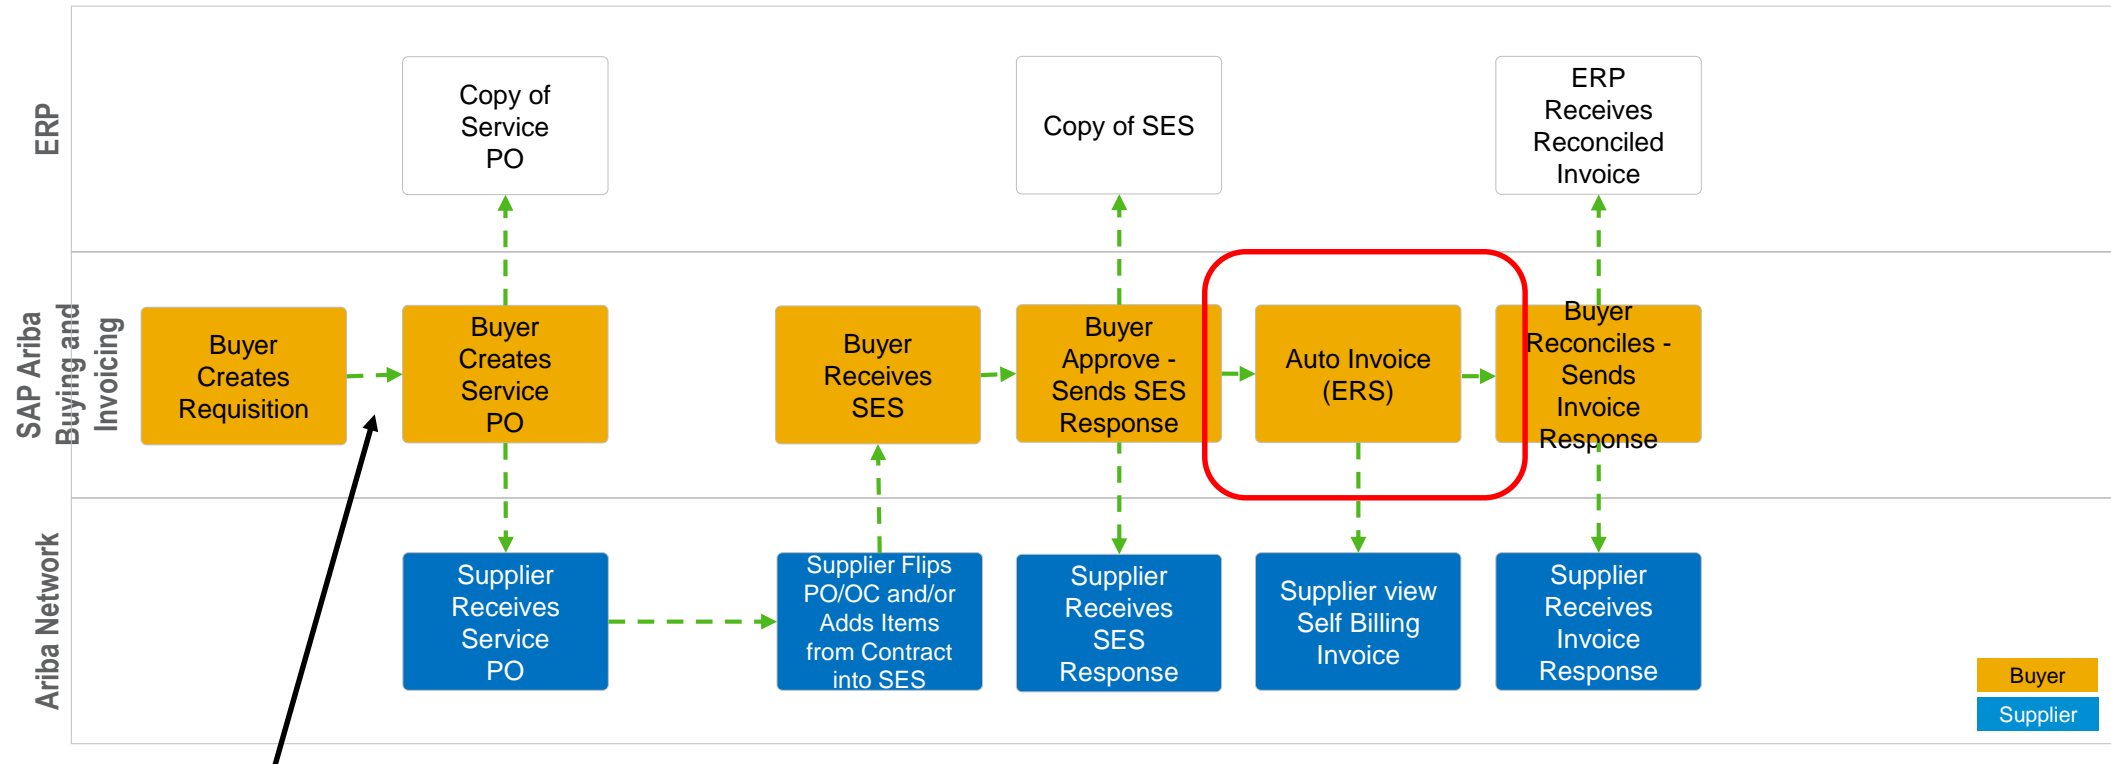 ERP
Copy of
Service
PO
Copy of SES
ERP
Receives
Reconciled
Invoice
SAP Ariba
Buying and
Invoicing
Buyer
Creates
Requisition
Buyer
Creates
Service
PO
Buyer
Receives
SES
Buyer
Approve -
Sends SES
Response
Auto Invoice
(ERS)
Buyer
Reconciles -
Sends
Invoice
Response
Ariba Network
Supplier
Receives
Service
PO
Supplier Flips
PO/OC and/or
Adds Items
from Contract
into SES
Supplier
Receives
SES
Response
Supplier view
Self Billing
Invoice
Supplier
Receives
Invoice
Response
Buyer
Supplier